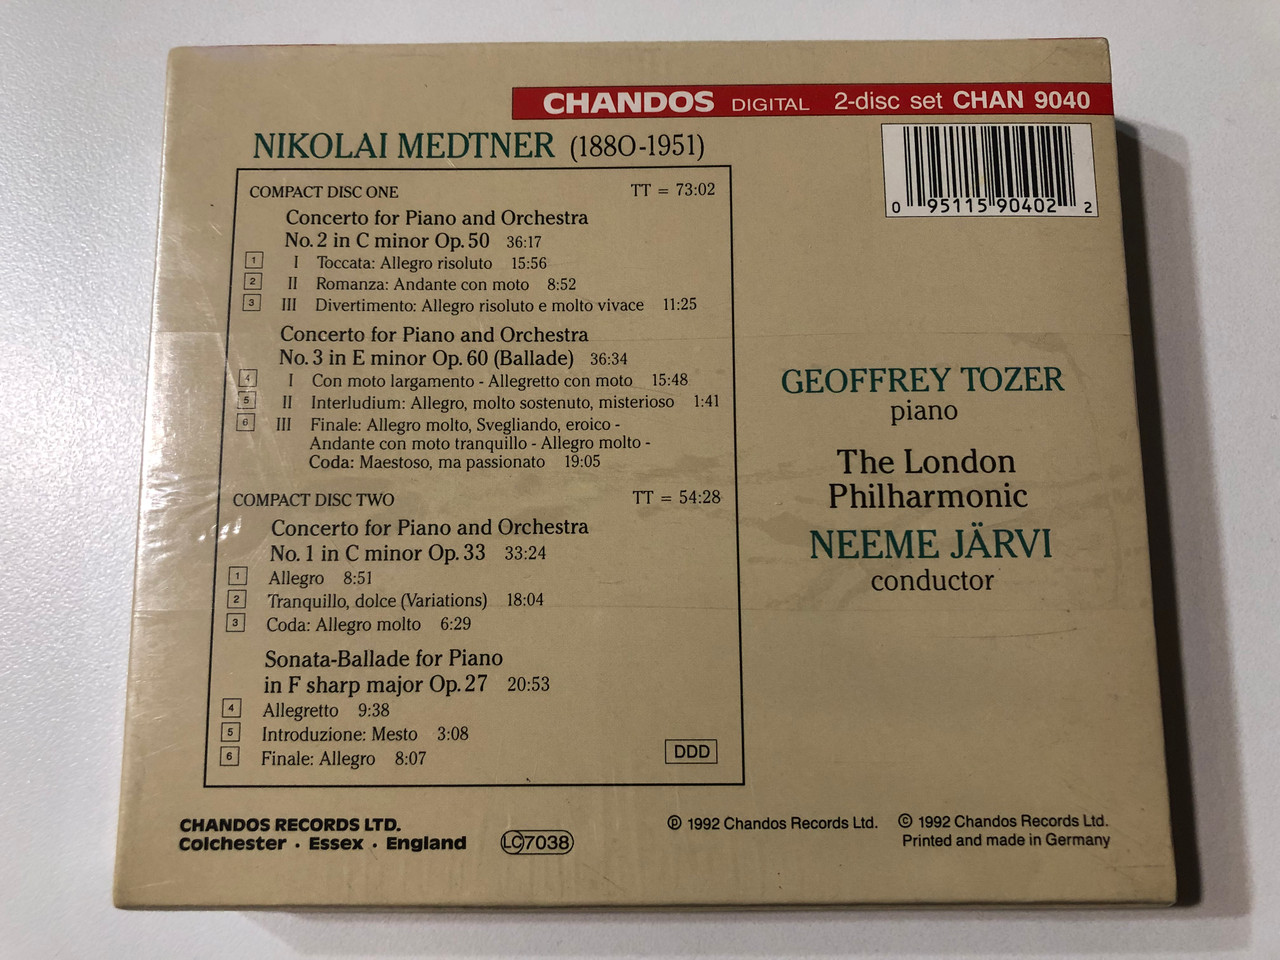 CHANDOS DIGITAL 2-disc set CHAN 9040
0 95115 90402 2
NIKOLAI MEDTNER (1880-1951)
COMPACT DISC ONE TT = 73:02
Concerto for Piano and Orchestra
No. 2 in C minor Op. 50 36:17
1 I Toccata: Allegro risoluto 15:56
2 II Romanza: Andante con moto 8:52
3 III Divertimento: Allegro risoluto e molto vivace 11:25
Concerto for Piano and Orchestra
No. 3 in E minor Op. 60 (Ballade) 36:34
4 I Con moto largamento - Allegretto con moto 15:48
5 II Interludium: Allegro, molto sostenuto, misterioso 1:41
6 III Finale: Allegro molto, Svegliando, eroico -
Andante con moto tranquillo - Allegro molto -
Coda: Maestoso, ma passionato 19:05
COMPACT DISC TWO TT = 54:28
Concerto for Piano and Orchestra
No. 1 in C minor Op. 33 33:24
1 Allegro 8:51
2 Tranquillo, dolce (Variations) 18:04
3 Coda: Allegro molto 6:29
Sonata-Ballade for Piano
in F sharp major Op. 27 20:53
4 Allegretto 9:38
5 Introduzione: Mesto 3:08
6 Finale: Allegro 8:07
DDD
GEOFFREY TOZER
piano
The London
Philharmonic
NEEME JÄRVI
conductor
CHANDOS RECORDS LTD.
Colchester · Essex · England
LC 7038
℗ 1992 Chandos Records Ltd. © 1992 Chandos Records Ltd.
Printed and made in Germany